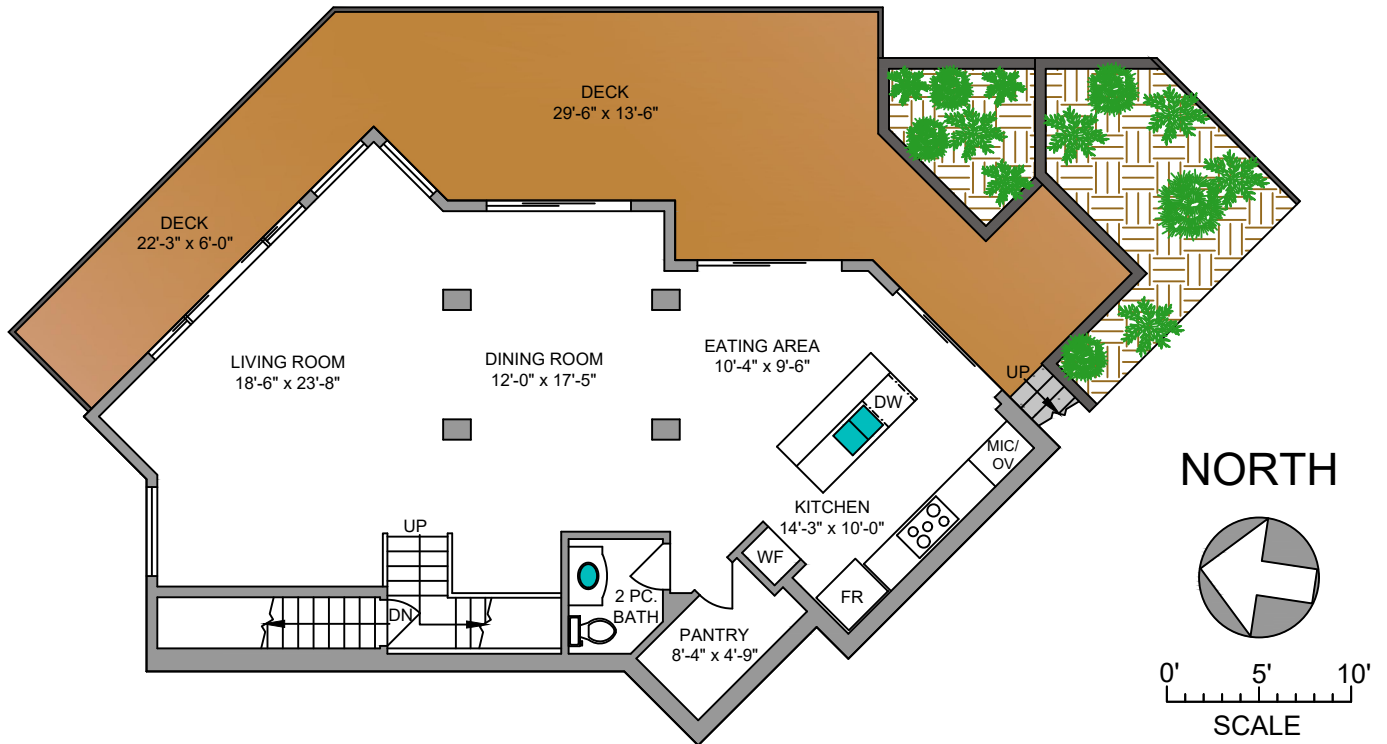 DECK
29'-6" x 13'-6"
DECK
22'-3" x 6'-0"
LIVING ROOM
18'-6" x 23'-8"
DINING ROOM
12'-0" x 17'-5"
EATING AREA
10'-4" x 9'-6"
UP
DW
MIC/
OV
KITCHEN
14'-3" x 10'-0"
UP
WF
FR
DN
2 PC.
BATH
PANTRY
8'-4" x 4'-9"
NORTH
0' 5' 10'
SCALE